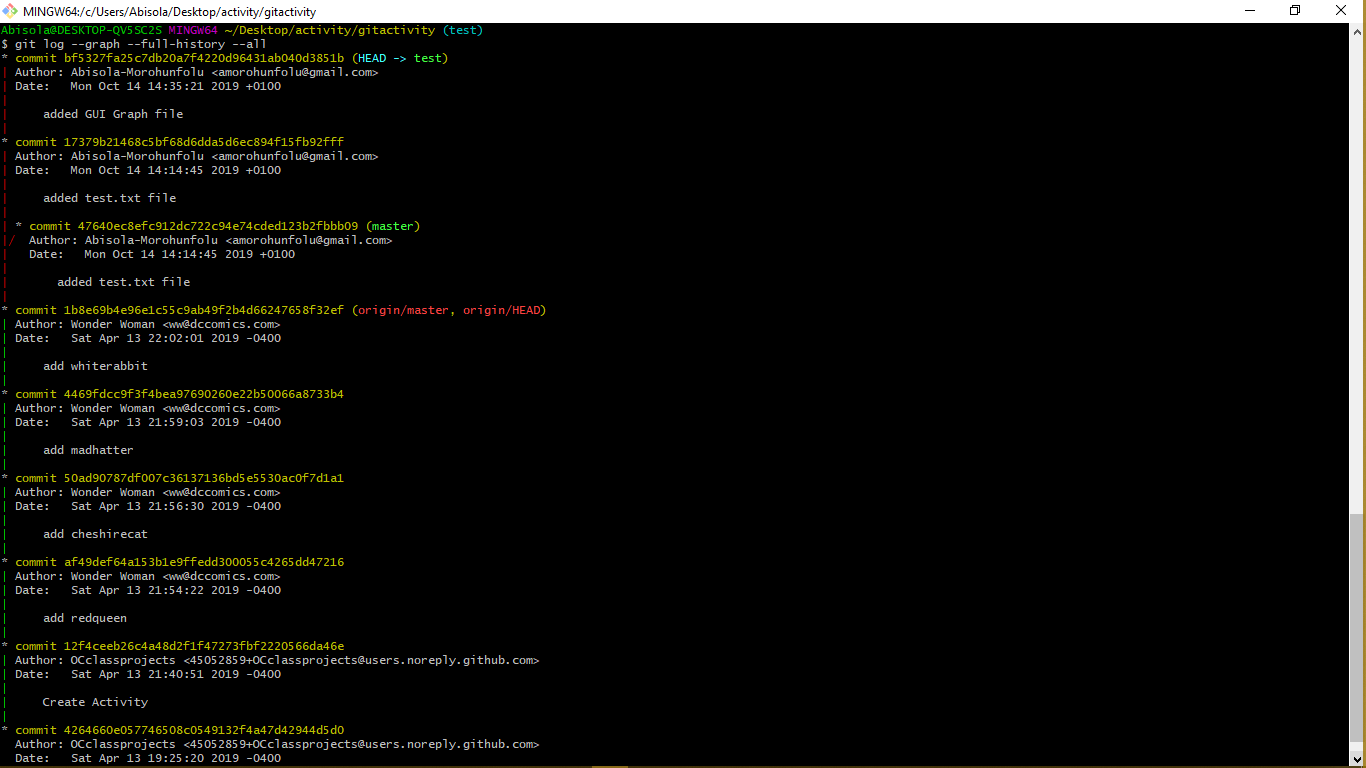 MINGW64:/c/Users/Abisola/Desktop/activity/gitactivity
Abisola@DESKTOP-QV5SC2S MINGW64 ~/Desktop/activity/gitactivity (test)
$ git log --graph --full-history --all
* commit bf5327fa25c7db20a7f4220d96431ab040d3851b (HEAD -> test)
| Author: Abisola-Morohunfolu <amorohunfolu@gmail.com>
| Date:   Mon Oct 14 14:35:21 2019 +0100
|
|     added GUI Graph file
|
* commit 17379b21468c5bf68d6dda5d6ec894f15fb92fff
| Author: Abisola-Morohunfolu <amorohunfolu@gmail.com>
| Date:   Mon Oct 14 14:14:45 2019 +0100
|
|     added test.txt file
|
| * commit 47640ec8efc912dc722c94e74cded123b2fbbb09 (master)
|/  Author: Abisola-Morohunfolu <amorohunfolu@gmail.com>
|   Date:   Mon Oct 14 14:14:45 2019 +0100
|
|       added test.txt file
|
* commit 1b8e69b4e96e1c55c9ab49f2b4d66247658f32ef (origin/master, origin/HEAD)
| Author: Wonder Woman <ww@dccomics.com>
| Date:   Sat Apr 13 22:02:01 2019 -0400
|
|     add whiterabbit
|
* commit 4469fdcc9f3f4bea97690260e22b50066a8733b4
| Author: Wonder Woman <ww@dccomics.com>
| Date:   Sat Apr 13 21:59:03 2019 -0400
|
|     add madhatter
|
* commit 50ad90787df007c36137136bd5e5530ac0f7d1a1
| Author: Wonder Woman <ww@dccomics.com>
| Date:   Sat Apr 13 21:56:30 2019 -0400
|
|     add cheshirecat
|
* commit af49def64a153b1e9ffedd300055c4265dd47216
| Author: Wonder Woman <ww@dccomics.com>
| Date:   Sat Apr 13 21:54:22 2019 -0400
|
|     add redqueen
|
* commit 12f4ceeb26c4a48d2f1f47273fbf2220566da46e
| Author: OCclassprojects <45052859+OCclassprojects@users.noreply.github.com>
| Date:   Sat Apr 13 21:40:51 2019 -0400
|
|     Create Activity
|
* commit 4264660e057746508c0549132f4a47d42944d5d0
  Author: OCclassprojects <45052859+OCclassprojects@users.noreply.github.com>
  Date:   Sat Apr 13 19:25:20 2019 -0400